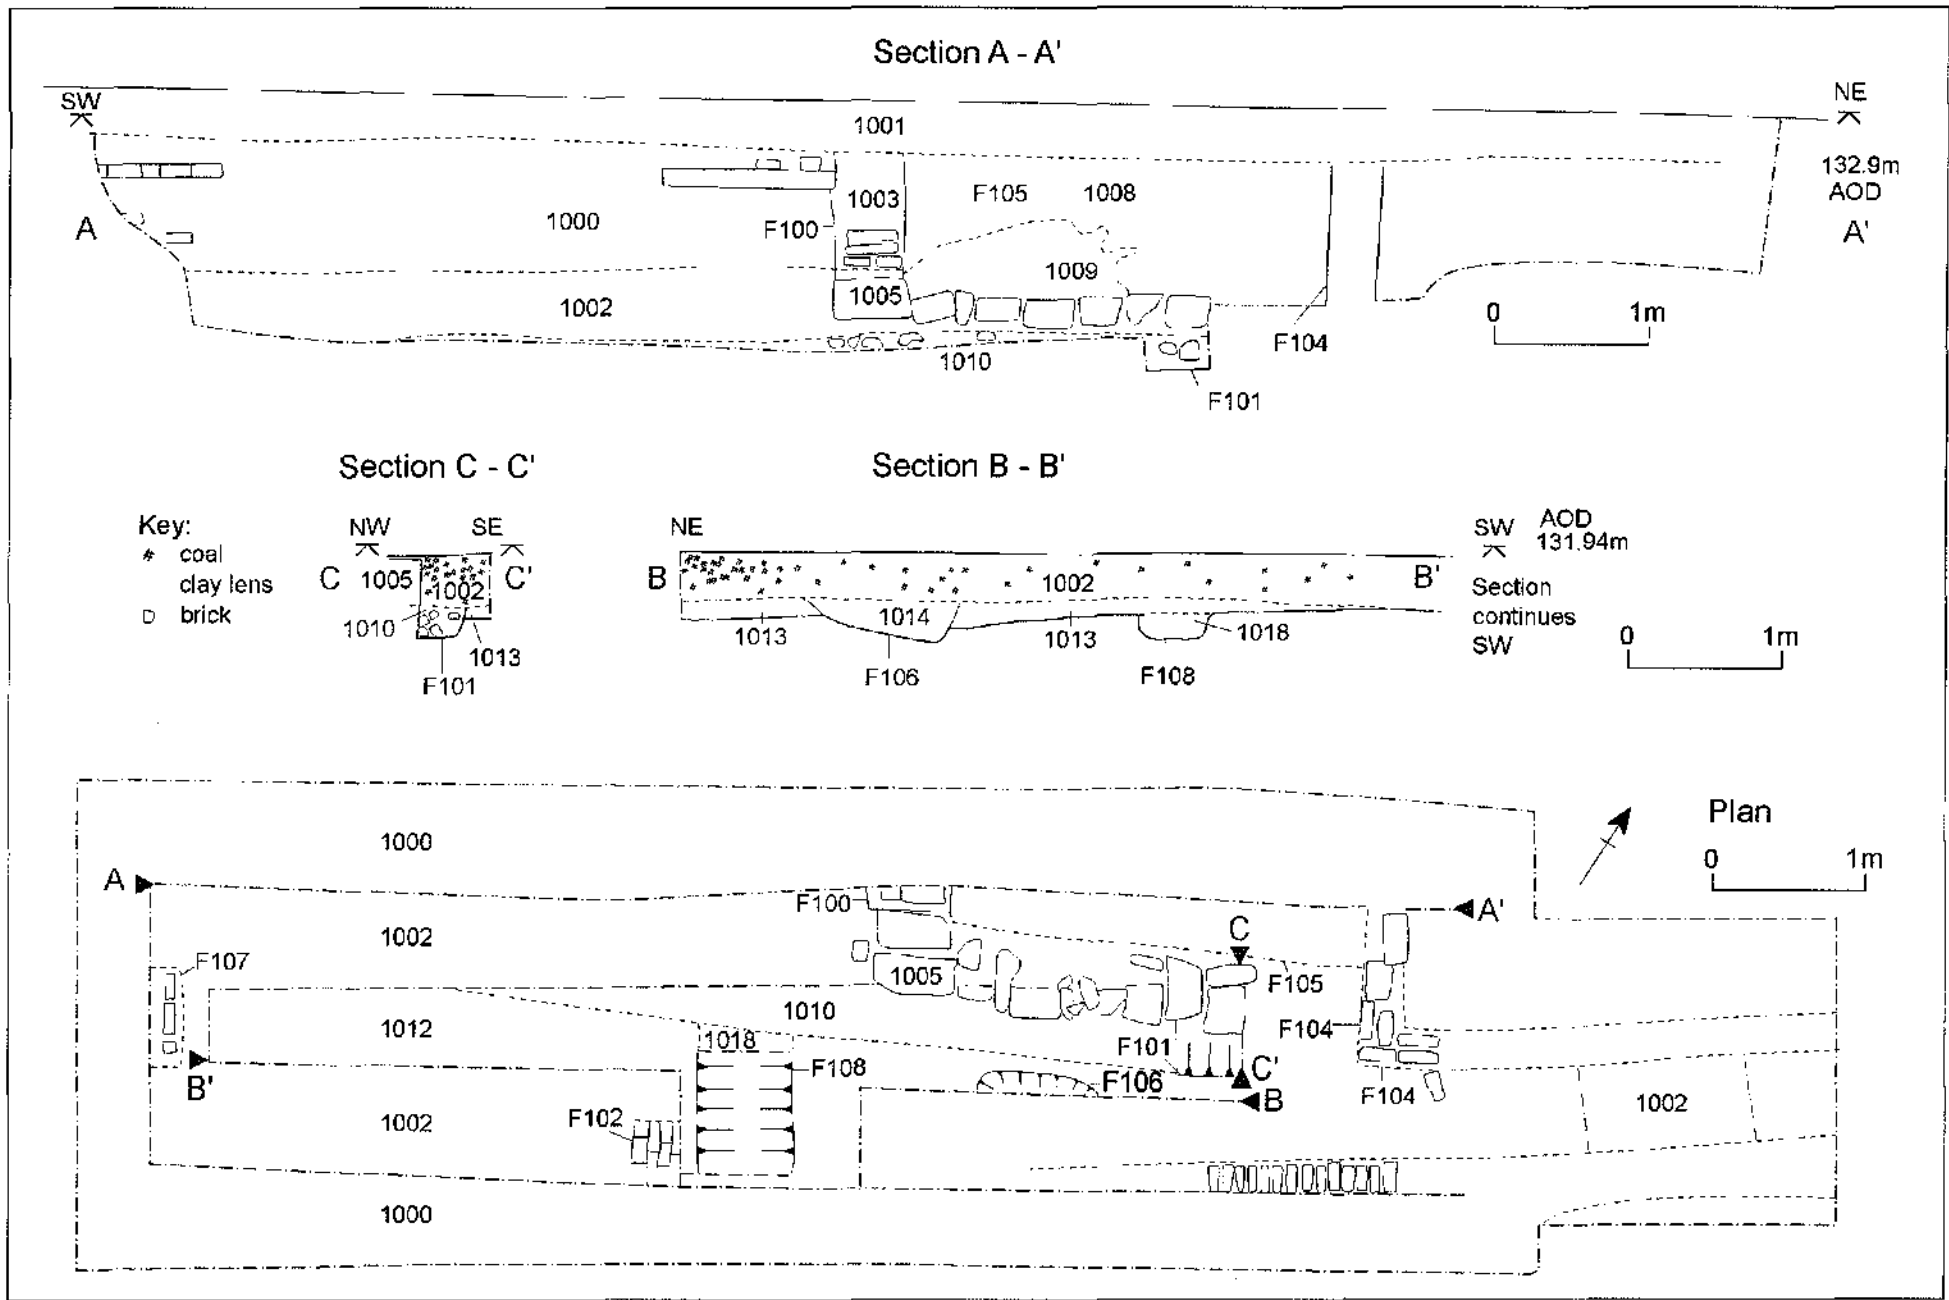 Section A - A'
SW
NE
1001
132.9m
AOD
A
A'
1000
1003
F100
F105
1008
1009
1002
1005
1010
F104
F101
0 1m
Section C - C'
Key:
coal
clay lens
brick
NW SE
C 1005 1002 C'
1010
1013
F101
Section B - B'
NE
SW
AOD
131.94m
B
1002
B'
1014
1013
1013
1018
F106
F108
Section
continues
SW
0 1m
Plan
0 1m
1000
A
F100
A'
1002
C
F107
1005
F105
1010
1012
1018
F104
F101
B'
F108
F106
C'
B
F104
1002
F102
1002
1000